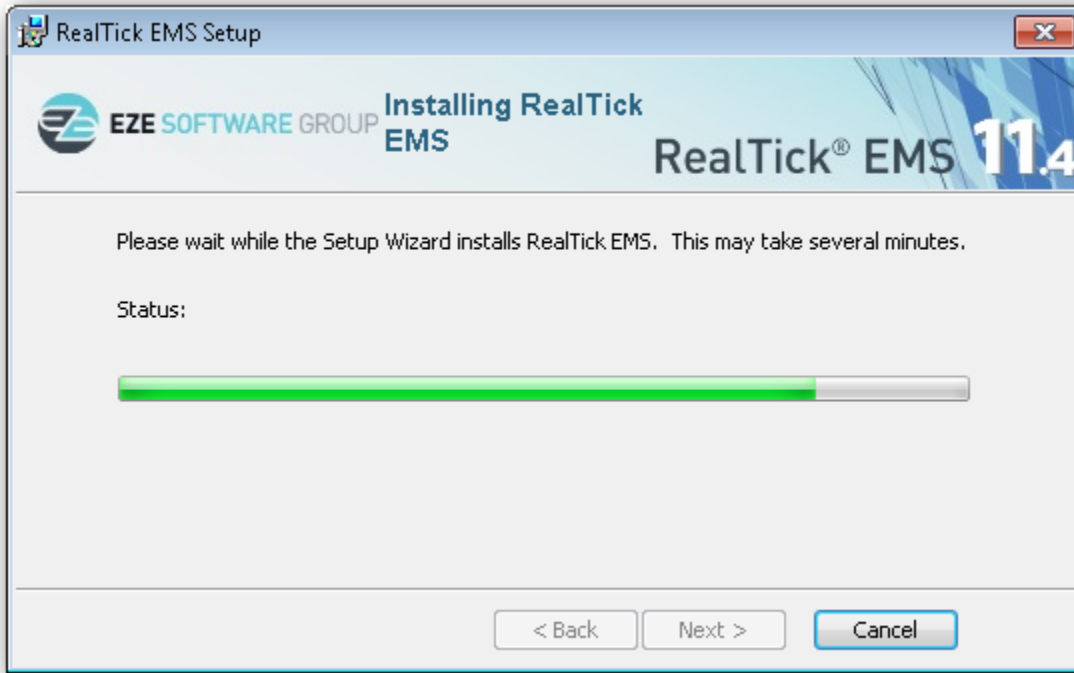 RealTick EMS Setup
EZE SOFTWARE GROUP
Installing RealTick
EMS
RealTick® EMS 11.4
Please wait while the Setup Wizard installs RealTick EMS. This may take several minutes.
Status:
< Back Next > Cancel